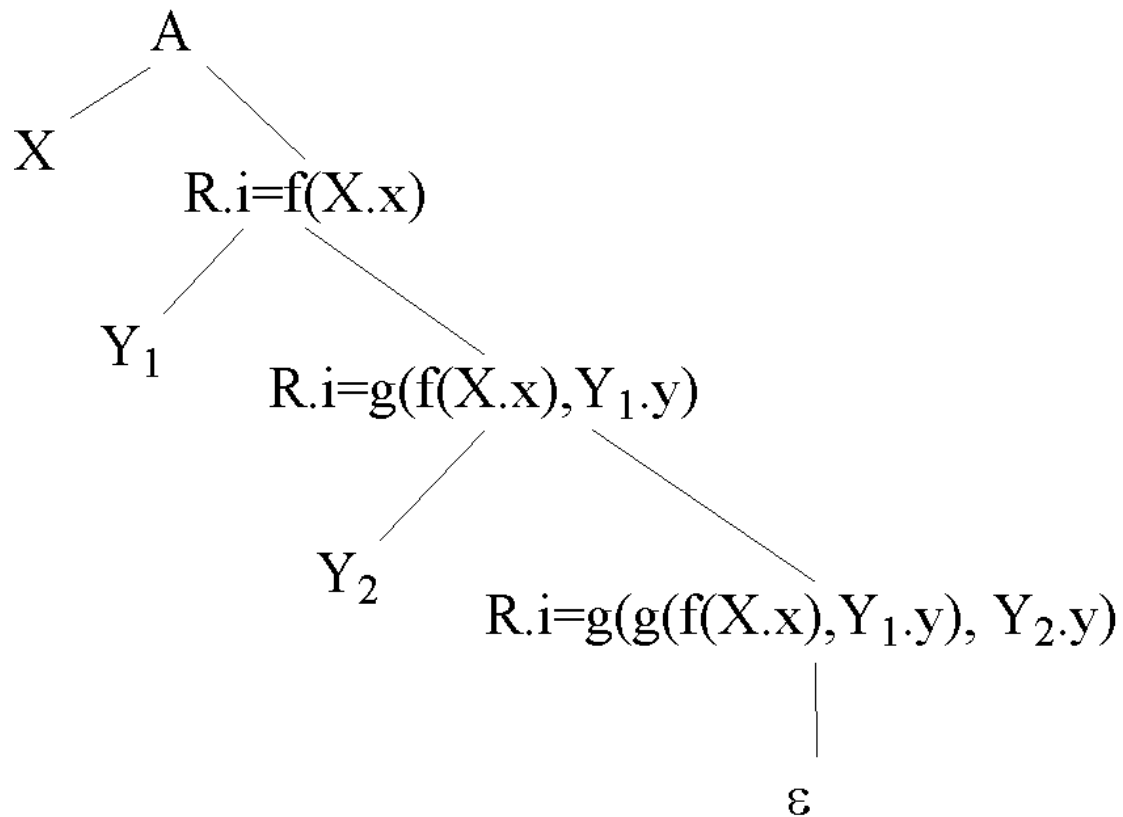 A
X
R.i=f(X.x)
Y₁
R.i=g(f(X.x),Y₁.y)
Y₂
R.i=g(g(f(X.x),Y₁.y), Y₂.y)
ε